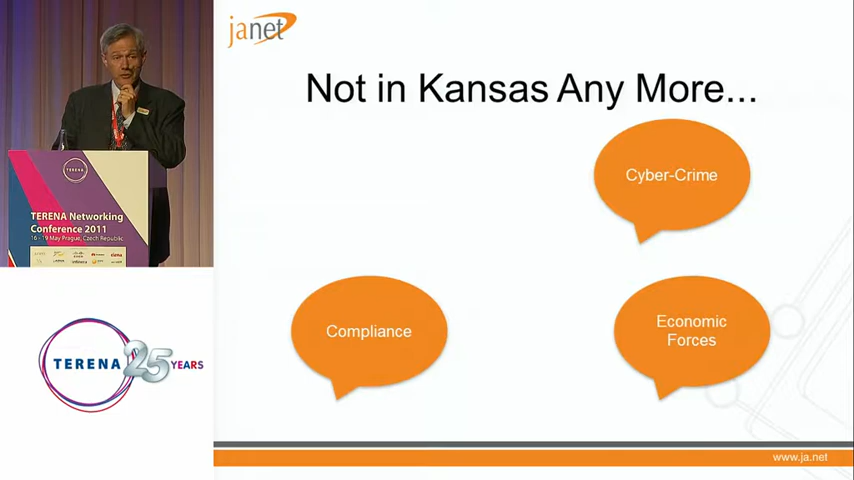 janet
Not in Kansas Any More...
Cyber-Crime
Compliance
Economic
Forces
www.ja.net
TERENA
TERENA Networking
Conference 2011
16 - 19 May Prague, Czech Republic
TERENA 25 YEARS